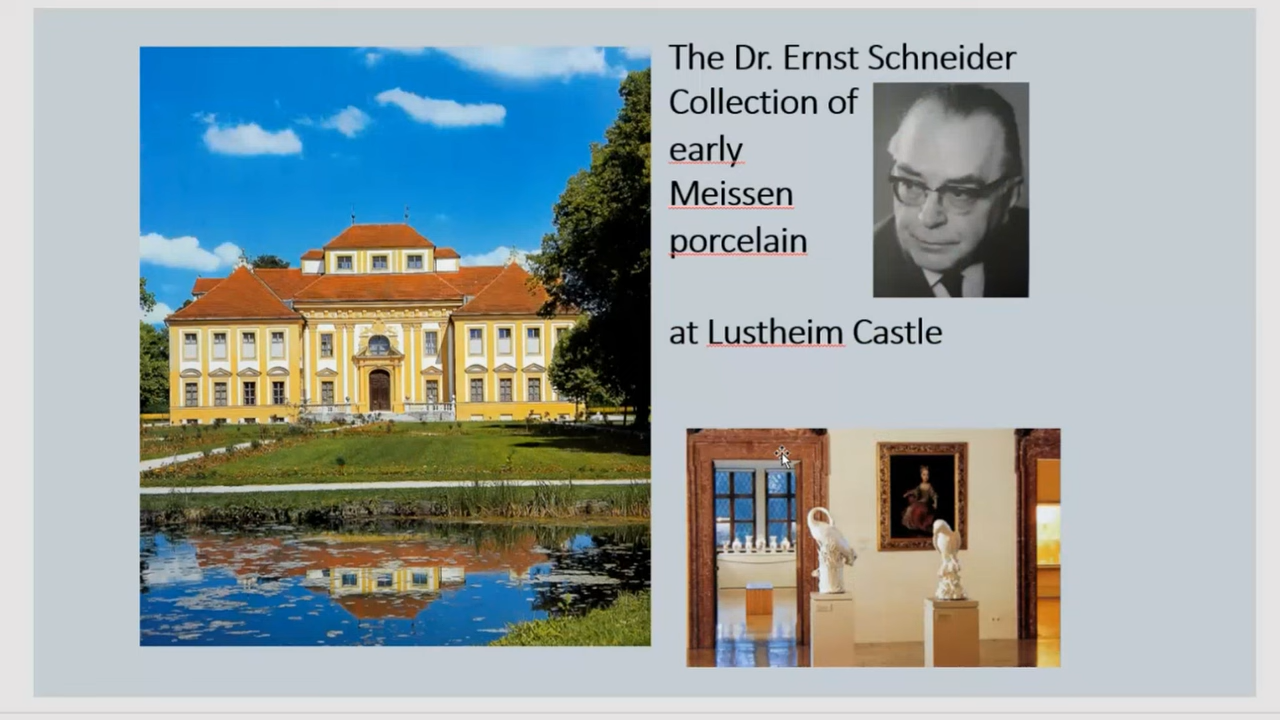 The Dr. Ernst Schneider
Collection of
early
Meissen
porcelain
at Lustheim Castle